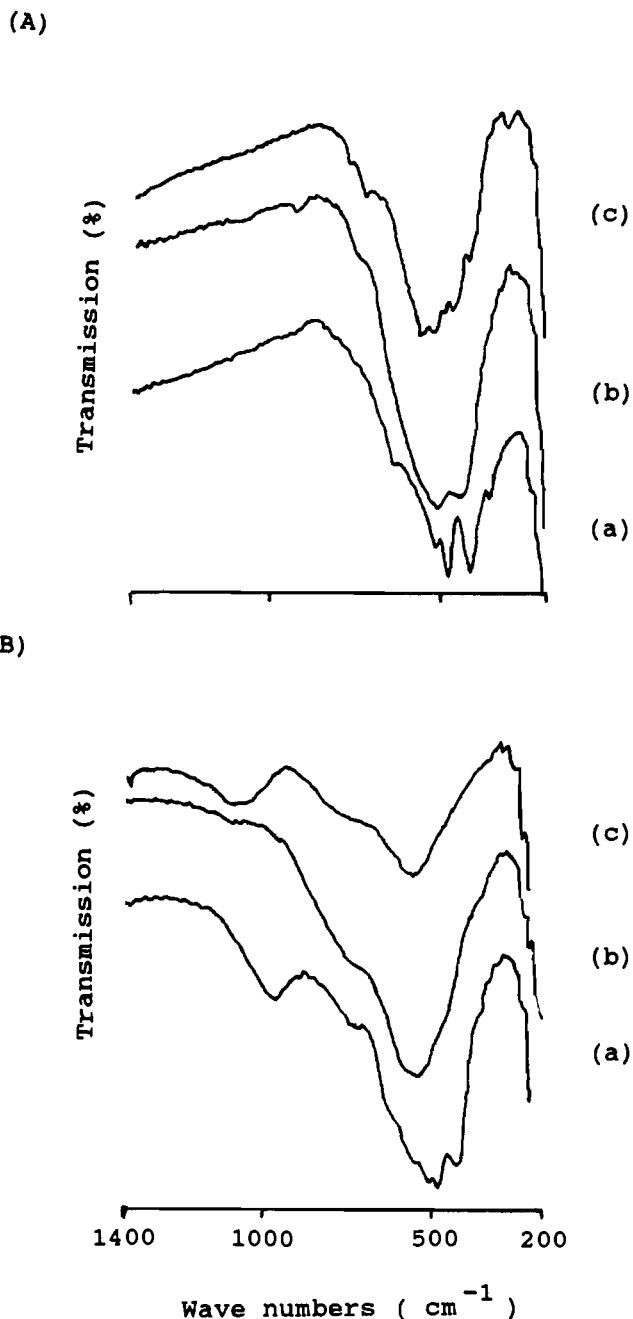 (A)
Transmission (%)
(c)
(b)
(a)
B)
Transmission (%)
(c)
(b)
(a)
1400 1000 500 200
Wave numbers ( cm⁻¹ )